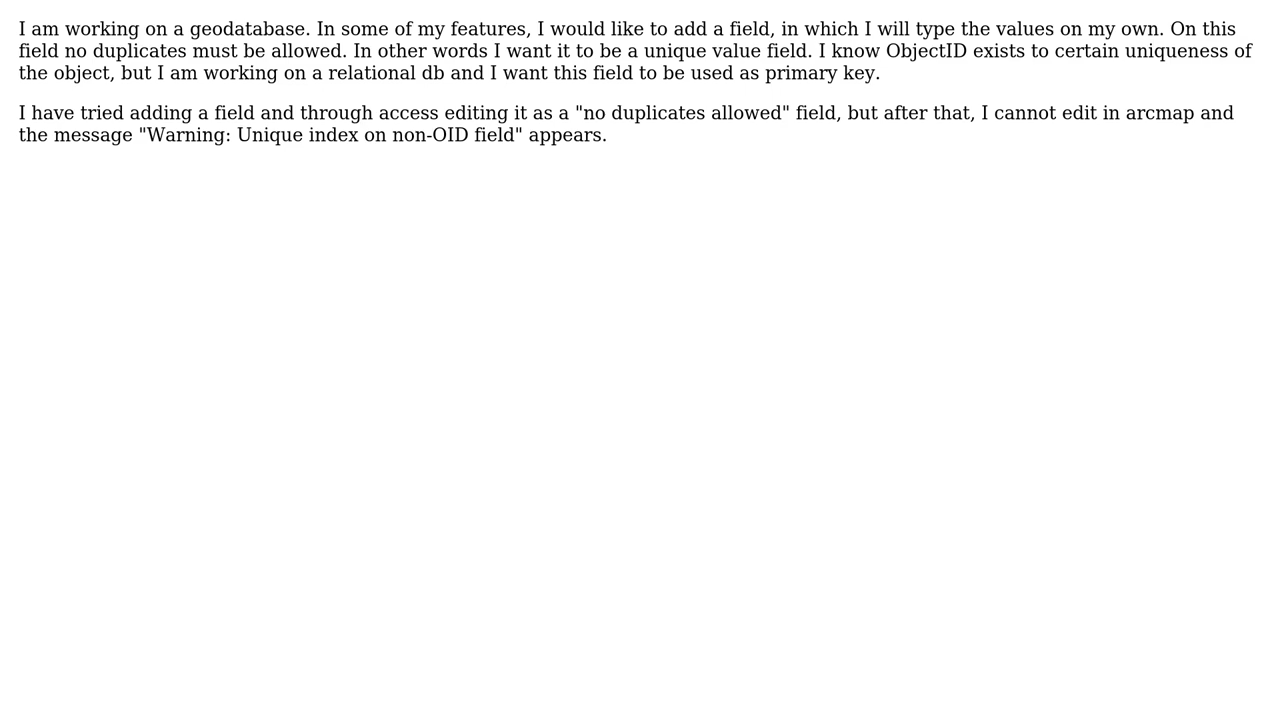 I am working on a geodatabase. In some of my features, I would like to add a field, in which I will type the values on my own. On this
field no duplicates must be allowed. In other words I want it to be a unique value field. I know ObjectID exists to certain uniqueness of
the object, but I am working on a relational db and I want this field to be used as primary key.
I have tried adding a field and through access editing it as a "no duplicates allowed" field, but after that, I cannot edit in arcmap and
the message "Warning: Unique index on non-OID field" appears.